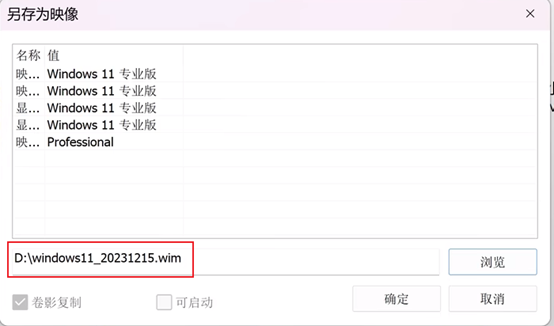 另存为映像
名称 值
映... Windows 11 专业版
映... Windows 11 专业版
显... Windows 11 专业版
显... Windows 11 专业版
映... Professional
D:\windows11_20231215.wim
浏览
卷影复制 可启动 确定 取消